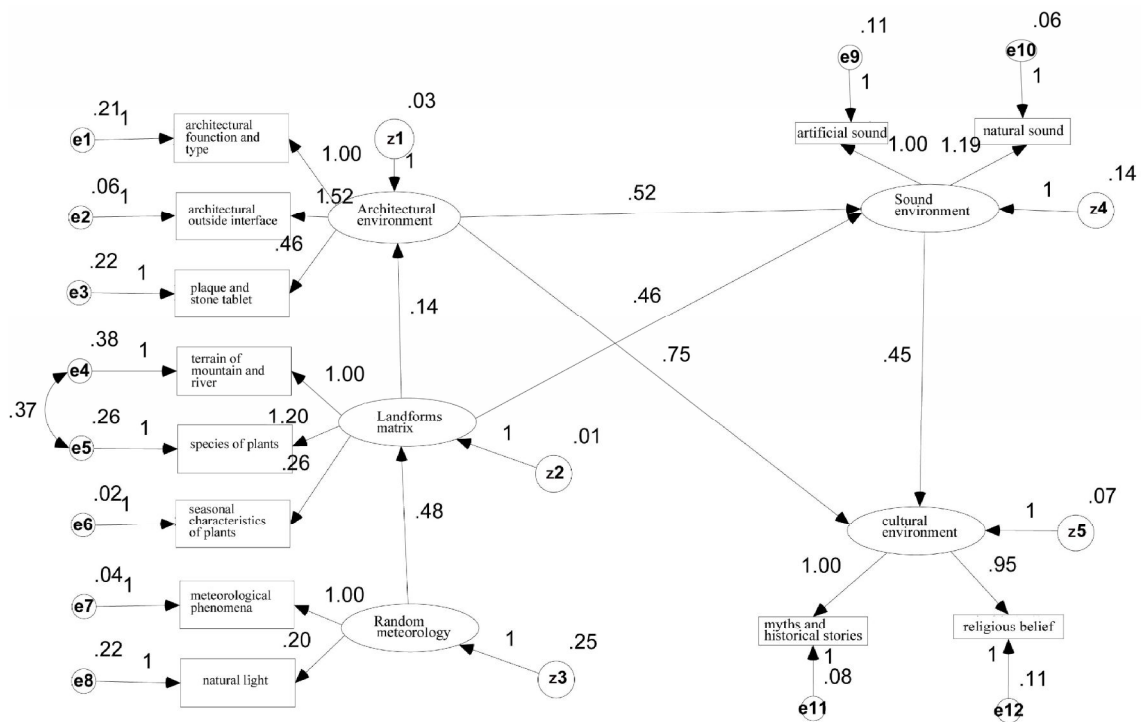 .11
.06
e9
e10
1
1
artificial sound
natural sound
1.00
1.19
.14
1
z4
Sound
environment
.21
1
e1
architectural
founction and
type
1.00
.03
z1
1
.06
1
e2
architectural
outside interface
1.52
Architectural
environment
.52
.46
.22
1
e3
plaque and
stone tablet
.14
.46
.75
.45
.38
1
e4
terrain of
mountain and
river
1.00
.37
.26
1
e5
species of plants
1.20
Landforms
matrix
1
.01
z2
.26
.02
1
e6
seasonal
characteristics
of plants
.48
cultural
environment
1
.07
z5
.04
1
e7
meteorological
phenomena
1.00
Random
meteorology
1
.25
z3
.20
.22
1
e8
natural light
1.00
.95
myths and
historical stories
religious belief
1
1
.08
.11
e11
e12